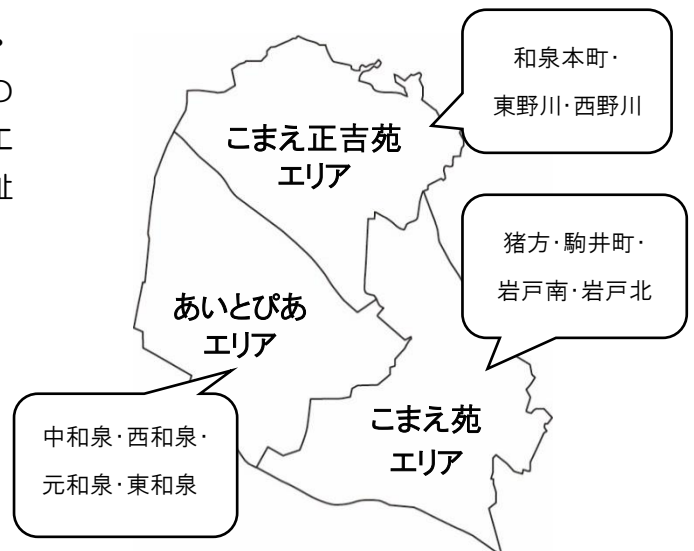 ・
の
エ
祉
和泉本町・
東野川・西野川
こまえ正吉苑
エリア
猪方・駒井町・
岩戸南・岩戸北
あいとぴあ
エリア
中和泉・西和泉・
元和泉・東和泉
こまえ苑
エリア